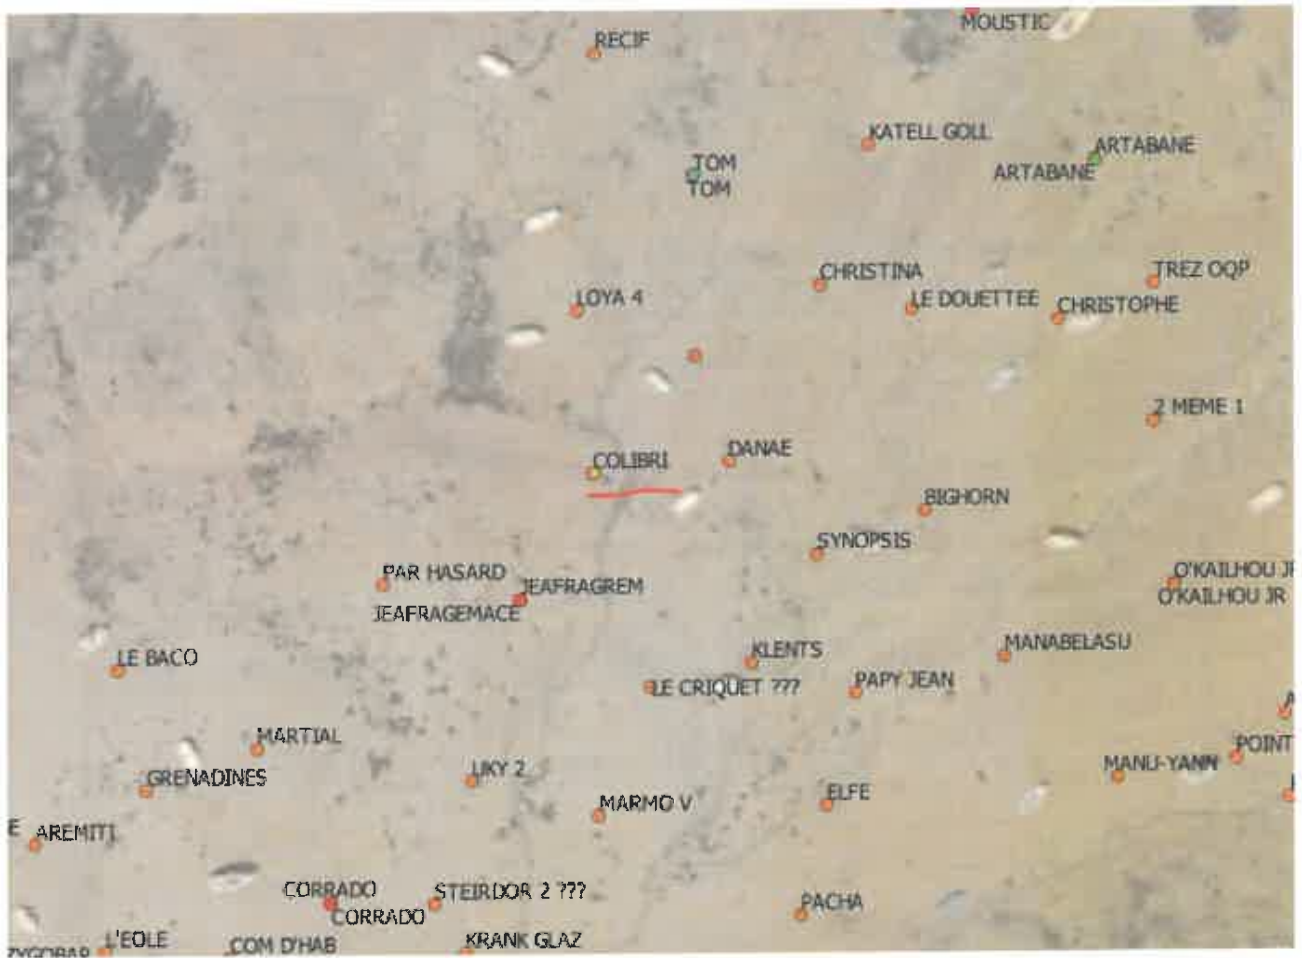 MOUSTIC
RECIF
KATELL GOLL
ARTABANE
TOM
ARTABANE
TOM
CHRISTINA
TREZ OQP
LOYA 4
LE DOUETTEE
CHRISTOPHE
2 MEME 1
DANAE
COLIBRI
BIGHORN
SYNOPSIS
PAR HASARD
O'KAILHOU JR
JEAFRAGREM
O'KAILHOU JR
JEAFRAGEMACE
MANABELASU
KLENTS
LE BACO
PAPY JEAN
LE CRIQUET ???
MARTIAL
POINT
MANU-YANN
UKY 2
GRENADINES
ELFE
MARMO V
E AREMITI
CORRADO
STEIRDOR 2 ???
PACHA
CORRADO
L'EOLE
KRANK GLAZ
COM D'HAB
ZYGOBAR